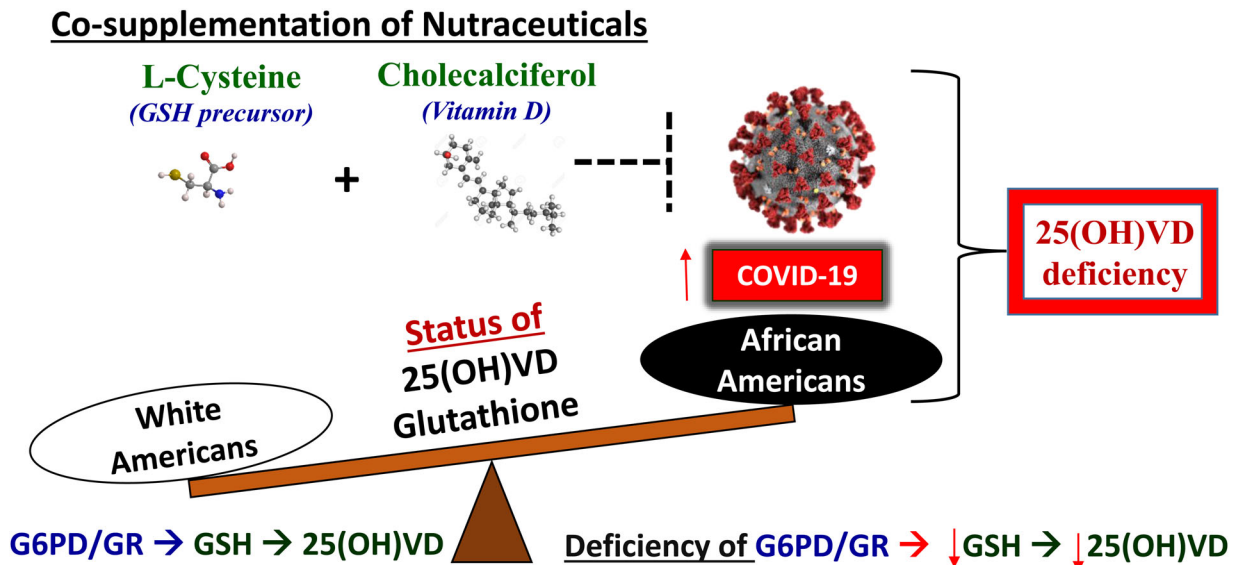 Co-supplementation of Nutraceuticals
L-Cysteine
(GSH precursor)
+
Cholecalciferol
(Vitamin D)
COVID-19
25(OH)VD
deficiency
Status of
25(OH)VD
Glutathione
African
Americans
White
Americans
G6PD/GR → GSH → 25(OH)VD
Deficiency of G6PD/GR → ↓GSH → ↓25(OH)VD